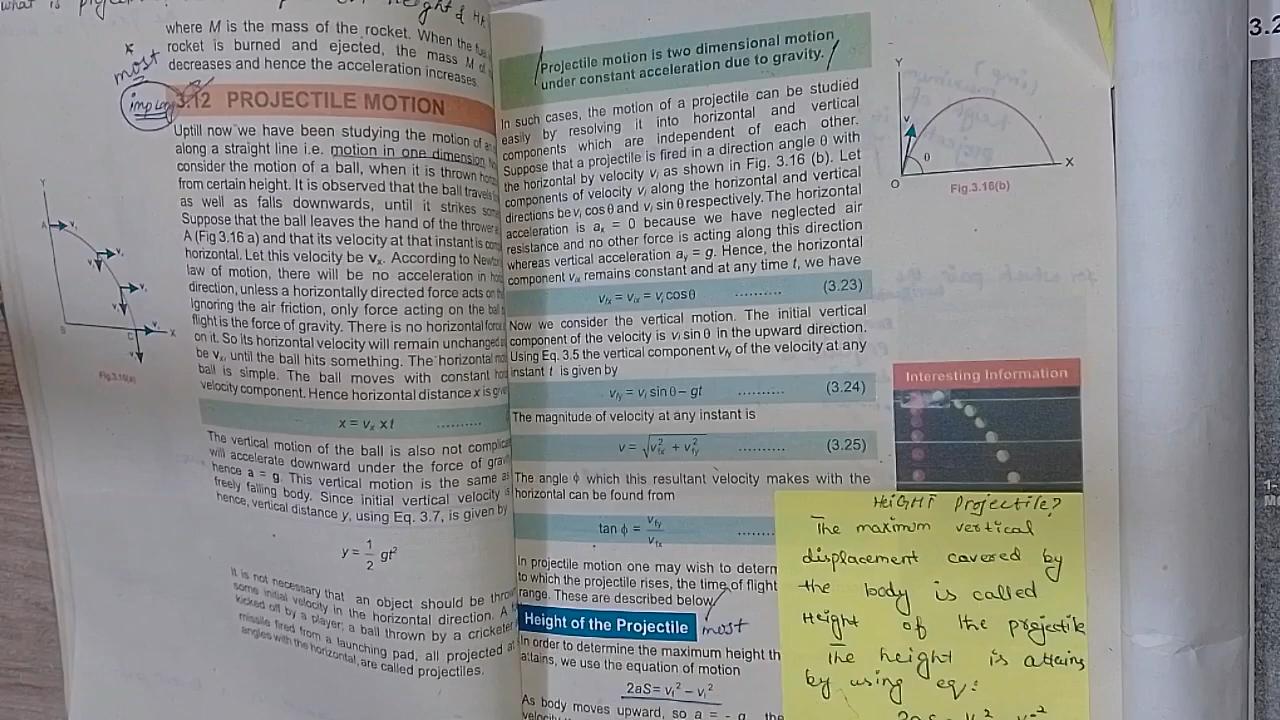 what is
height &
where M is the mass of the rocket. When the
rocket is burned and ejected, the mass M of
decreases and hence the acceleration increases.
most
imp
3.12 PROJECTILE MOTION
Uptill now we have been studying the motion of
along a straight line i.e. motion in one dimension.
consider the motion of a ball, when it is thrown
from certain height. It is observed that the ball travels
as well as falls downwards, until it strikes
Suppose that the ball leaves the hand of the thrower
A (Fig 3.16 a) and that its velocity at that instant is
horizontal. Let this velocity be vx. According to
law of motion, there will be no acceleration in
direction, unless a horizontally directed force acts on
Ignoring the air friction, only force acting on the
flight is the force of gravity. There is no horizontal
on it. So its horizontal velocity will remain unchanged
be vx, until the ball hits something. The horizontal
ball is simple. The ball moves with constant
velocity component. Hence horizontal distance x is
x = vx x t ..........
The vertical motion of the ball is also not
will accelerate downward under the force of
hence a = g. This vertical motion is the same as
freely falling body. Since initial vertical velocity is
hence, vertical distance y, using Eq. 3.7, is given by
y = 1/2 gt²
It is not necessary that an object should be
some initial velocity in the horizontal direction. A
kicked off by a player; a ball thrown by a cricketer
missile fired from a launching pad, all projected at
angles with the horizontal, are called projectiles.
Y
A
B
C
X
Fig.3.16(a)
Projectile motion is two dimensional motion
under constant acceleration due to gravity.
In such cases, the motion of a projectile can be studied
easily by resolving it into horizontal and vertical
components which are independent of each other.
Suppose that a projectile is fired in a direction angle θ with
the horizontal by velocity vi as shown in Fig. 3.16 (b). Let
components of velocity vi along the horizontal and vertical
directions be vi cos θ and vi sin θ respectively. The horizontal
acceleration is ax = 0 because we have neglected air
resistance and no other force is acting along this direction
whereas vertical acceleration ay = g. Hence, the horizontal
component vix remains constant and at any time t, we have
vfx = vix = vi cos θ .......... (3.23)
Now we consider the vertical motion. The initial vertical
component of the velocity is vi sin θ in the upward direction.
Using Eq. 3.5 the vertical component vfy of the velocity at any
instant t is given by
vfy = vi sin θ – gt .......... (3.24)
The magnitude of velocity at any instant is
v = √(vfx² + vfy²) .......... (3.25)
The angle ϕ which this resultant velocity makes with the
horizontal can be found from
tan ϕ = vfy / vfx
In projectile motion one may wish to
to which the projectile rises, the time of flight
range. These are described below
Height of the Projectile most
In order to determine the maximum height
attains, we use the equation of motion
2aS = vf² – vi²
As body moves upward, so a = – g, the
Y
v
θ
O
X
Fig.3.16(b)
Interesting Information
HeiGHT Projectile?
The maximum vertical
displacement covered by
the body is called
Height of the projectile
The height is attains
by using eq:
3.2